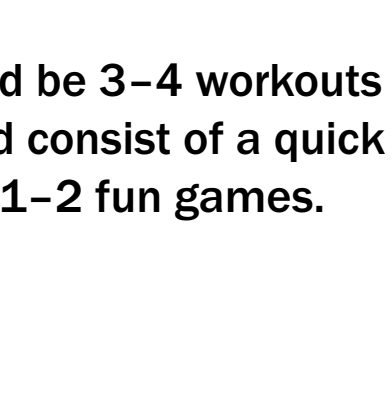 d be 3–4 workouts
d consist of a quick
1–2 fun games.